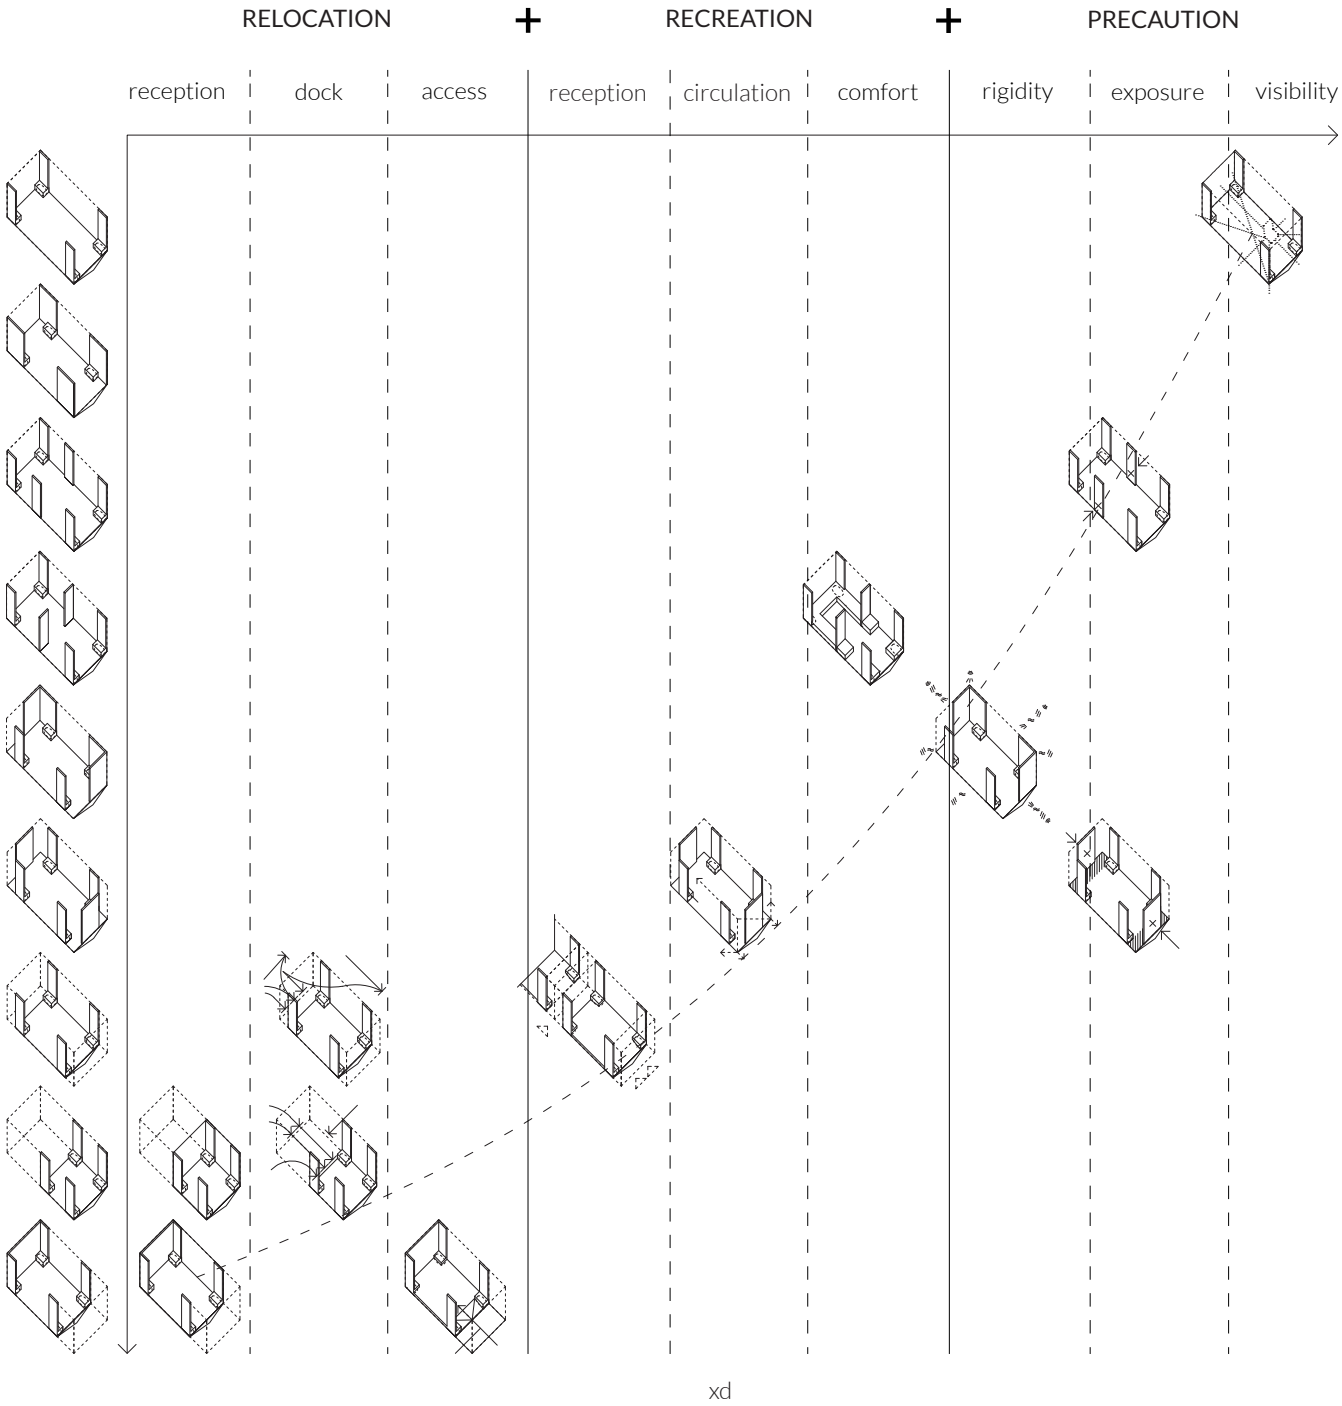 RELOCATION + RECREATION + PRECAUTION
reception dock access reception circulation comfort rigidity exposure visibility
xd